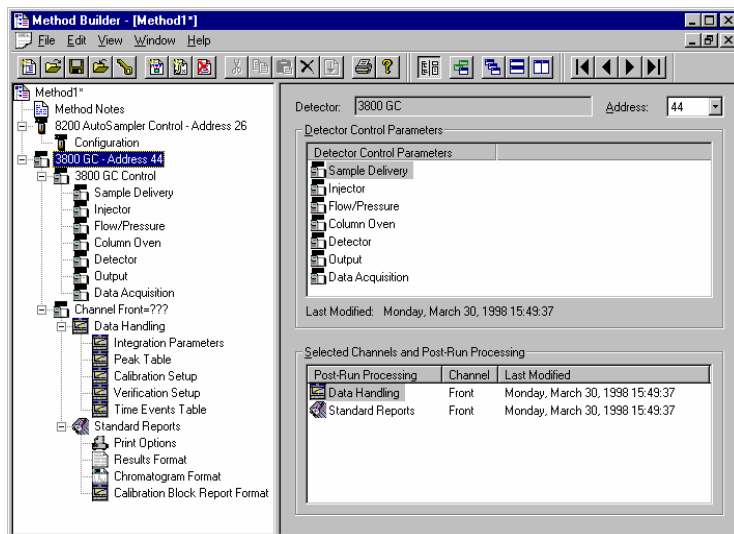 Method Builder - [Method1*]
File Edit View Window Help
Method1*
Method Notes
8200 AutoSampler Control - Address 26
Configuration
3800 GC - Address 44
3800 GC Control
Sample Delivery
Injector
Flow/Pressure
Column Oven
Detector
Output
Data Acquisition
Channel Front=???
Data Handling
Integration Parameters
Peak Table
Calibration Setup
Verification Setup
Time Events Table
Standard Reports
Print Options
Results Format
Chromatogram Format
Calibration Block Report Format
Detector: 3800 GC Address: 44
Detector Control Parameters
Detector Control Parameters
Sample Delivery
Injector
Flow/Pressure
Column Oven
Detector
Output
Data Acquisition
Last Modified: Monday, March 30, 1998 15:49:37
Selected Channels and Post-Run Processing
Post-Run Processing Channel Last Modified
Data Handling Front Monday, March 30, 1998 15:49:37
Standard Reports Front Monday, March 30, 1998 15:49:37